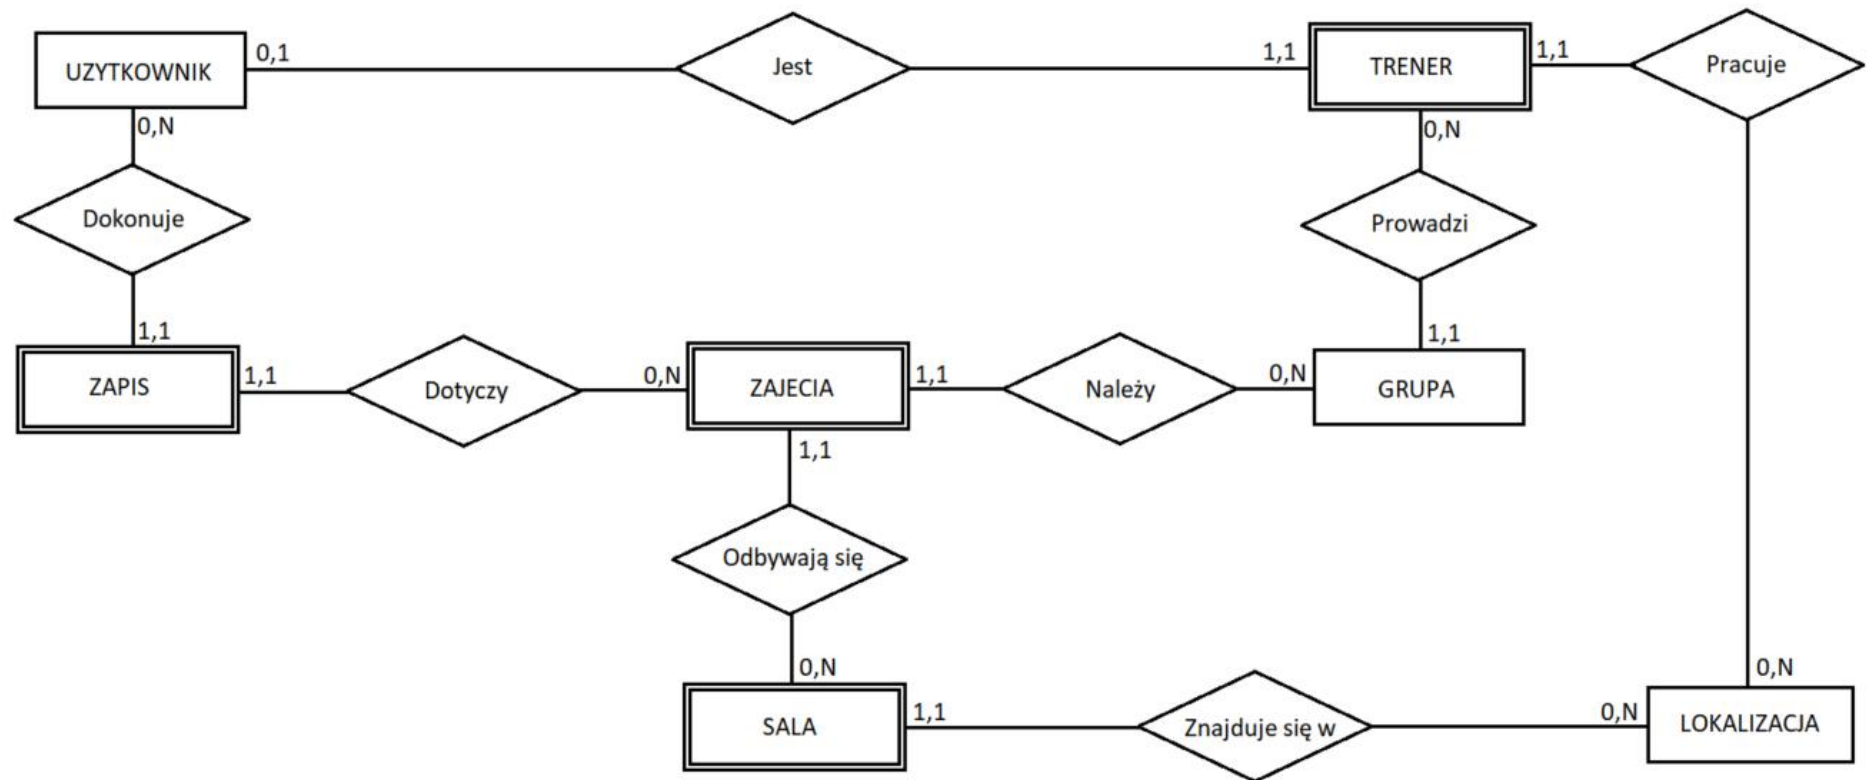 UZYTKOWNIK
0,1
Jest
1,1
TRENER
1,1
Pracuje
0,N
0,N
Dokonuje
Prowadzi
1,1
1,1
ZAPIS
1,1
Dotyczy
0,N
ZAJECIA
1,1
Należy
0,N
GRUPA
1,1
Odbywają się
0,N
0,N
SALA
1,1
Znajduje się w
0,N
LOKALIZACJA